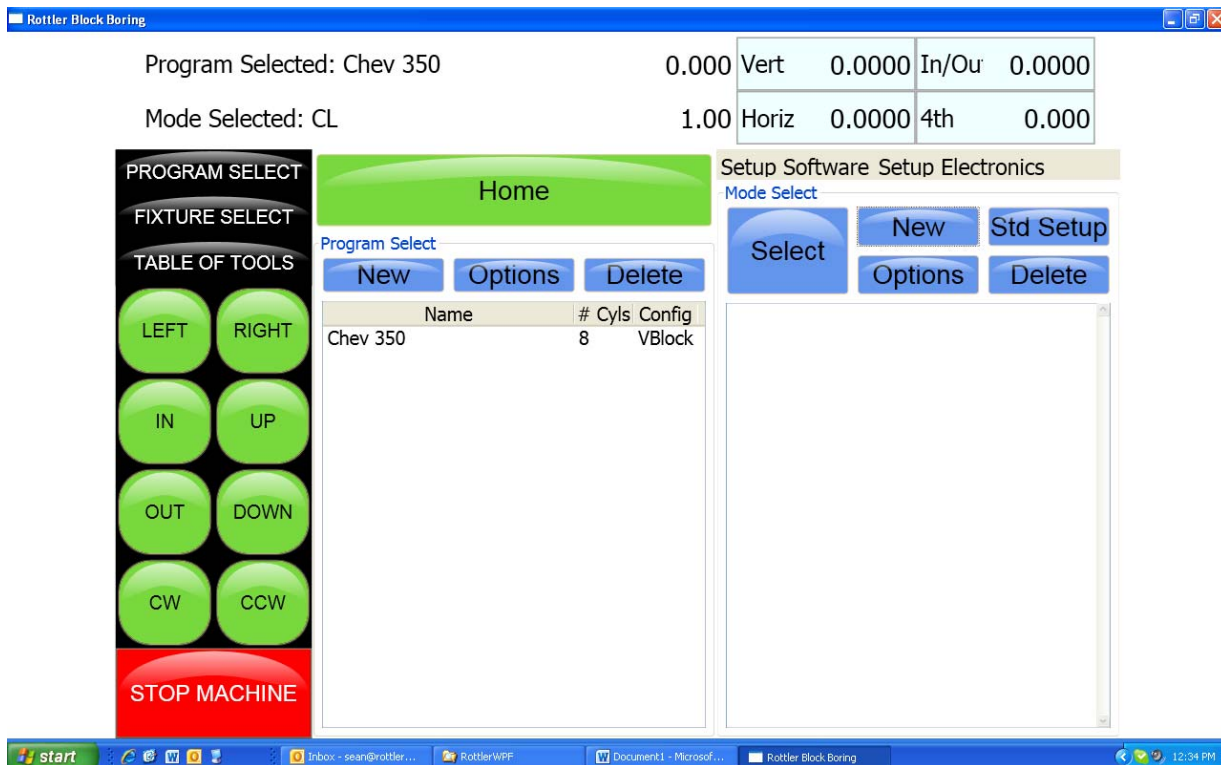 Rottler Block Boring
Program Selected: Chev 350
0.000
Vert 0.0000
In/Ou 0.0000
Mode Selected: CL
1.00
Horiz 0.0000
4th 0.000
PROGRAM SELECT
FIXTURE SELECT
TABLE OF TOOLS
LEFT RIGHT
IN UP
OUT DOWN
CW CCW
STOP MACHINE
Home
Program Select
New Options Delete
Name # Cyls Config
Chev 350 8 VBlock
Setup Software Setup Electronics
Mode Select
Select
New Std Setup
Options Delete
start
Inbox - sean@rottler...
RottlerWPF
Document1 - Microsof...
Rottler Block Boring
12:34 PM